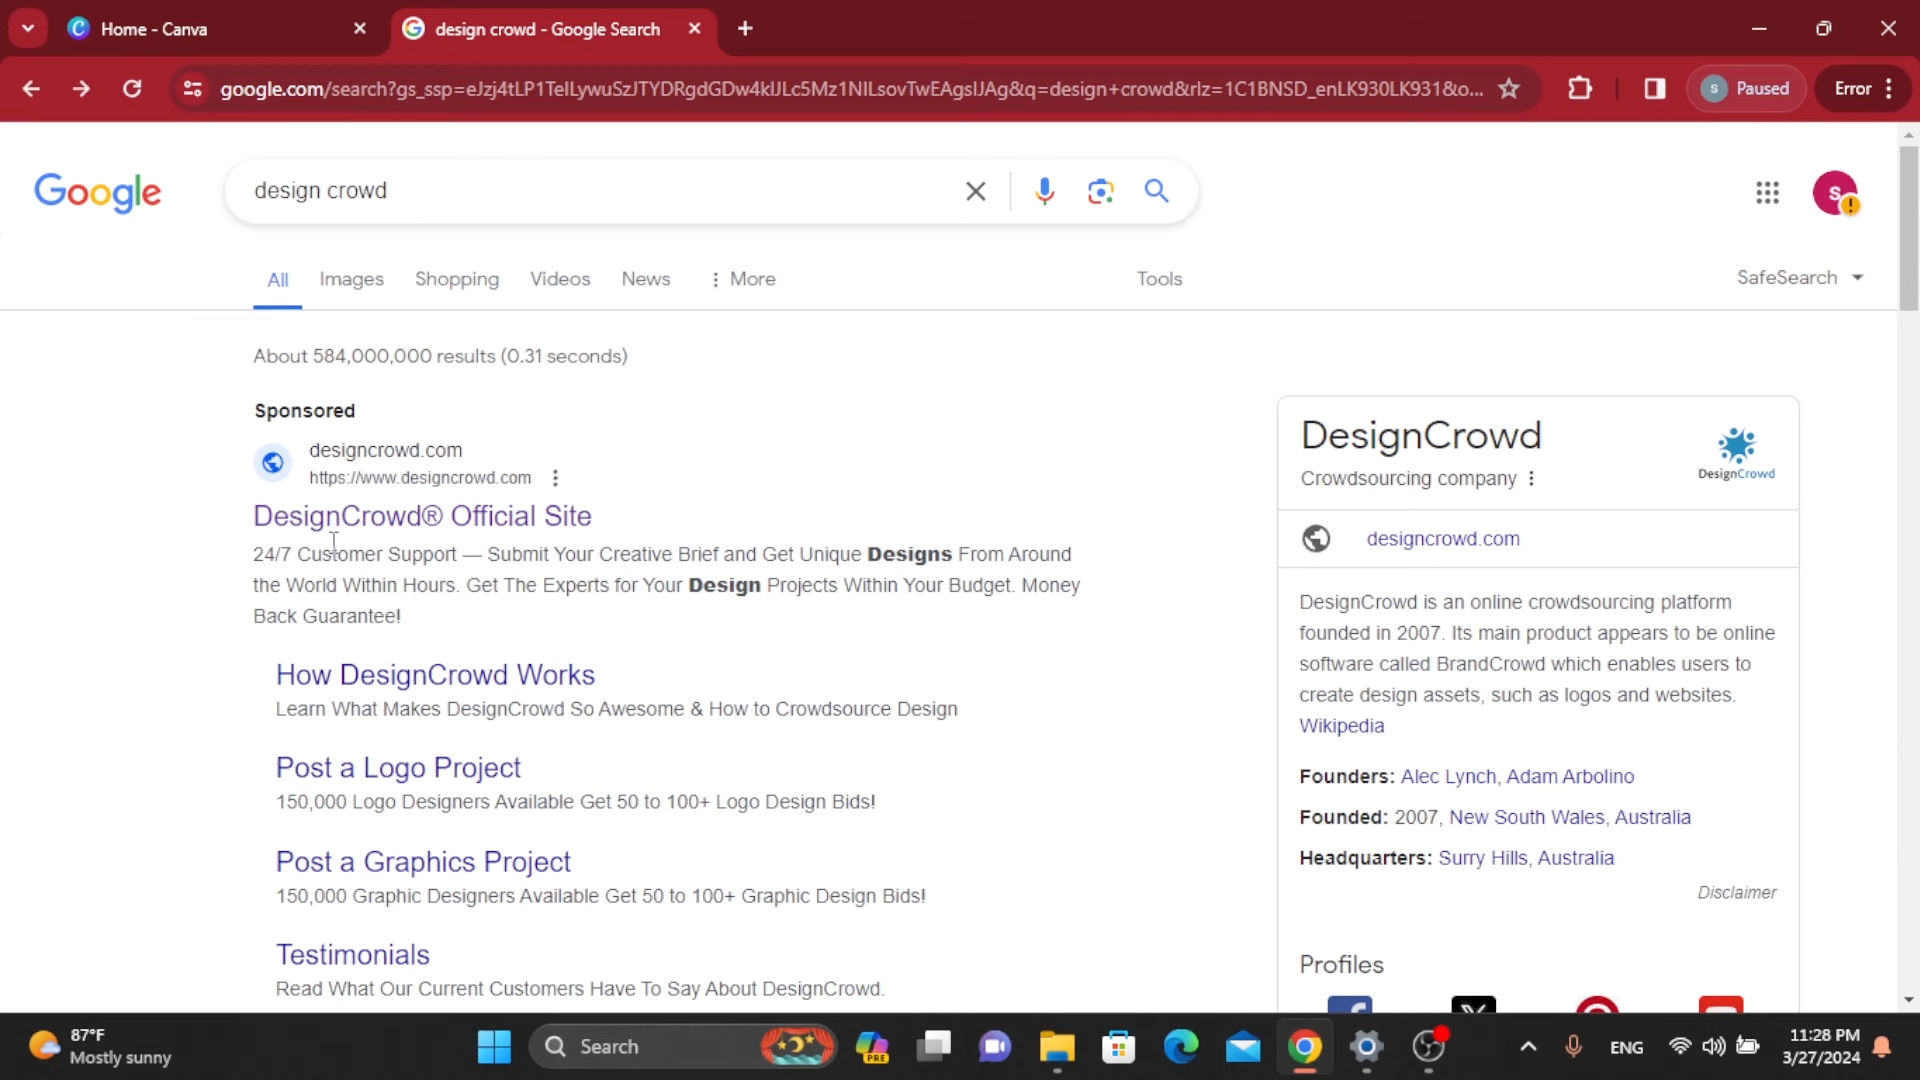 Home - Canva
design crowd - Google Search
google.com/search?gs_ssp=eJzj4tLP1TelLywuSzJTYDRgdGDw4klJLc5Mz1NILsovTwEAgsIJAg&q=design+crowd&rlz=1C1BNSD_enLK930LK931&o...
S Paused
Error
Google
design crowd
S
All
Images
Shopping
Videos
News
More
Tools
SafeSearch
About 584,000,000 results (0.31 seconds)
Sponsored
designcrowd.com
https://www.designcrowd.com
DesignCrowd® Official Site
24/7 Customer Support — Submit Your Creative Brief and Get Unique Designs From Around
the World Within Hours. Get The Experts for Your Design Projects Within Your Budget. Money
Back Guarantee!
How DesignCrowd Works
Learn What Makes DesignCrowd So Awesome & How to Crowdsource Design
Post a Logo Project
150,000 Logo Designers Available Get 50 to 100+ Logo Design Bids!
Post a Graphics Project
150,000 Graphic Designers Available Get 50 to 100+ Graphic Design Bids!
Testimonials
Read What Our Current Customers Have To Say About DesignCrowd.
DesignCrowd
Crowdsourcing company
DesignCrowd
designcrowd.com
DesignCrowd is an online crowdsourcing platform
founded in 2007. Its main product appears to be online
software called BrandCrowd which enables users to
create design assets, such as logos and websites.
Wikipedia
Founders: Alec Lynch, Adam Arbolino
Founded: 2007, New South Wales, Australia
Headquarters: Surry Hills, Australia
Disclaimer
Profiles
87°F
Mostly sunny
Search
PRE
ENG
11:28 PM
3/27/2024